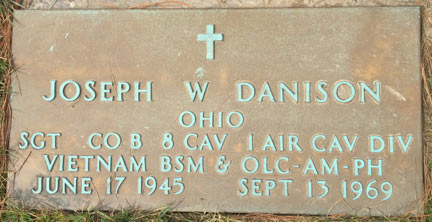 JOSEPH W DANISON
OHIO
SGT CO B 8 CAV 1 AIR CAV DIV
VIETNAM BSM & OLC-AM-PH
JUNE 17 1945 SEPT 13 1969